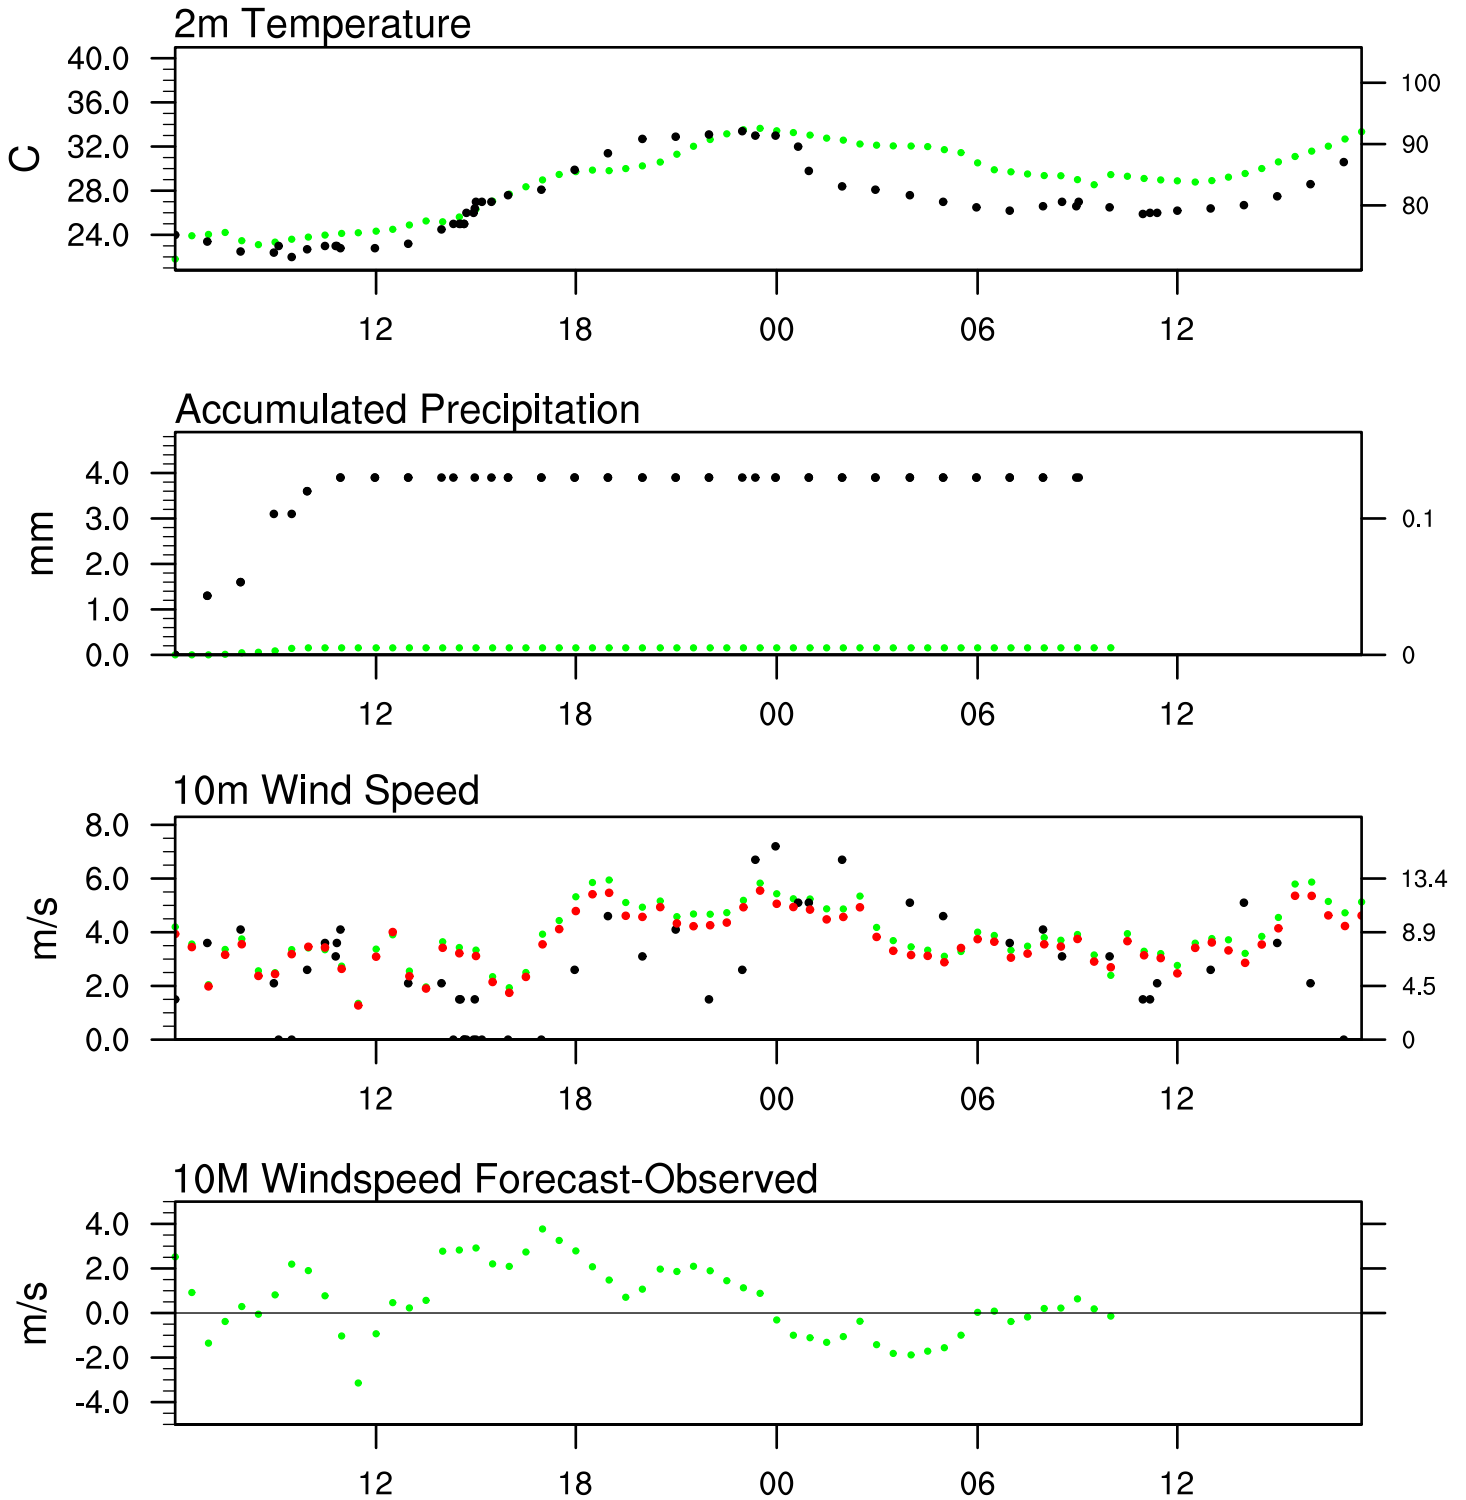 2m Temperature
40.0
36.0
32.0
28.0
24.0
C
100
90
80
12 18 00 06 12
Accumulated Precipitation
4.0
3.0
2.0
1.0
0.0
mm
0.1
0
12 18 00 06 12
10m Wind Speed
8.0
6.0
4.0
2.0
0.0
m/s
13.4
8.9
4.5
0
12 18 00 06 12
10M Windspeed Forecast-Observed
4.0
2.0
0.0
-2.0
-4.0
m/s
12 18 00 06 12